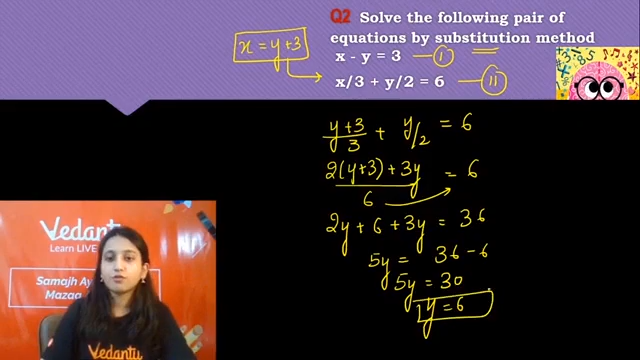 Q2 Solve the following pair of
equations by substitution method
x = y+3
x - y = 3 — I
x/3 + y/2 = 6 — II
y+3/3 + y/2 = 6
2(y+3) + 3y/6 = 6
2y + 6 + 3y = 36
5y = 36 - 6
5y = 30
y = 6
Vedantu
Learn LIVE
Samajh Ay
Mazaa
Vedantu